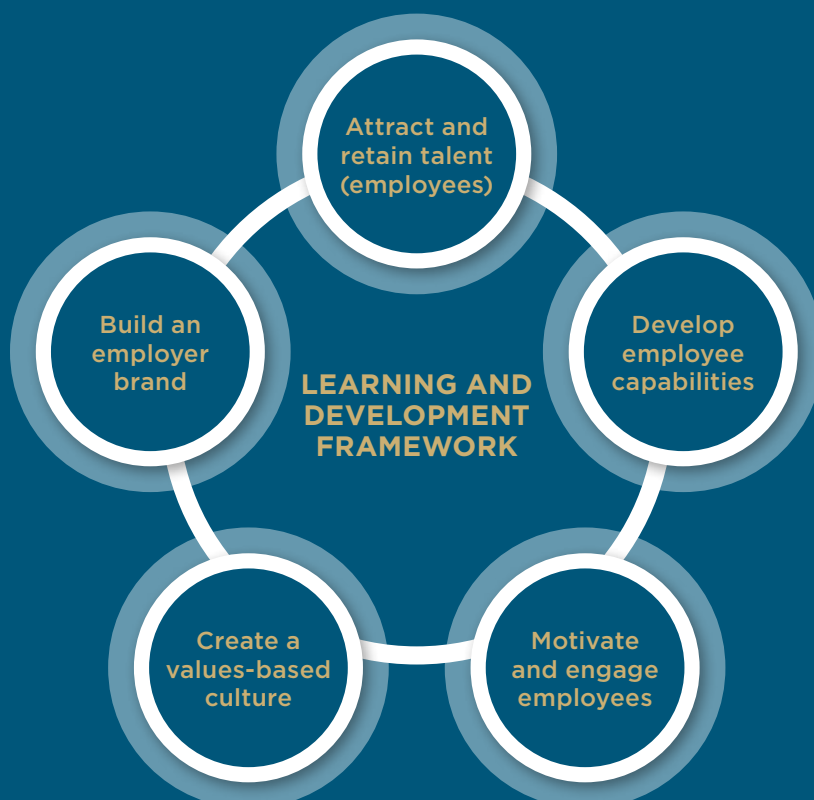 Attract and
retain talent
(employees)
Build an
employer
brand
Develop
employee
capabilities
LEARNING AND
DEVELOPMENT
FRAMEWORK
Create a
values-based
culture
Motivate
and engage
employees